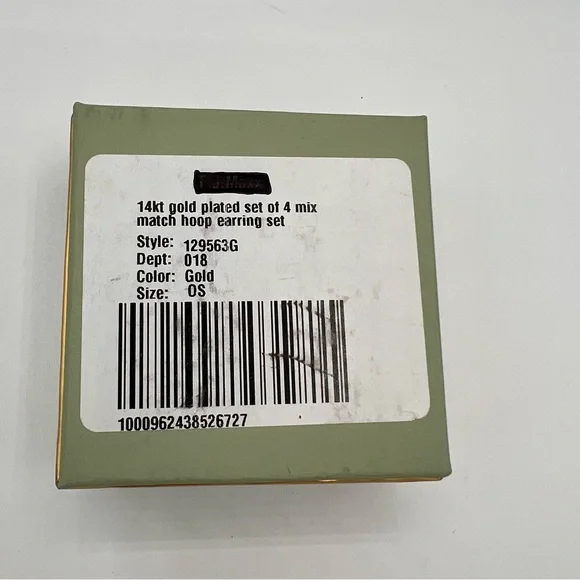 14kt gold plated set of 4 mix
match hoop earring set
Style: 129563G
Dept: 018
Color: Gold
Size: OS
1000962438526727